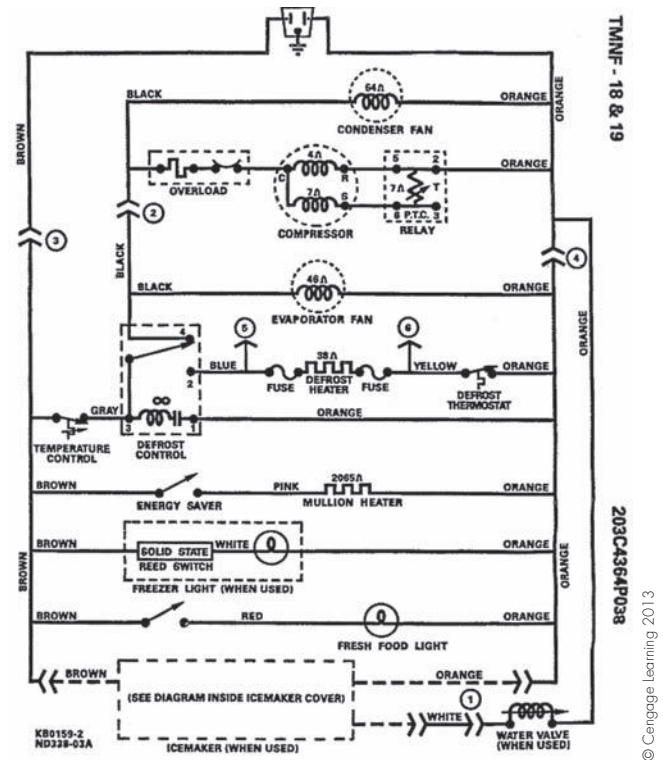 TMNF - 18 & 19
64Ω
BLACK
ORANGE
CONDENSER FAN
ORANGE
BROWN
4Ω
C
R
5
2
ORANGE
OVERLOAD
7Ω
7Ω
T
S
6
P.T.C.
3
COMPRESSOR
RELAY
2
3
4
BLACK
46Ω
BLACK
ORANGE
EVAPORATOR FAN
ORANGE
5
6
4
38Ω
2
BLUE
YELLOW
ORANGE
FUSE
DEFROST
HEATER
FUSE
DEFROST
THERMOSTAT
∞
GRAY
ORANGE
3
1
TEMPERATURE
CONTROL
DEFROST
CONTROL
2065Ω
BROWN
PINK
ORANGE
ENERGY SAVER
MULLION HEATER
BROWN
SOLID STATE
WHITE
ORANGE
REED SWITCH
FREEZER LIGHT (WHEN USED)
BROWN
ORANGE
203C4364P038
BROWN
RED
ORANGE
FRESH FOOD LIGHT
BROWN
ORANGE
(SEE DIAGRAM INSIDE ICEMAKER COVER)
1
WHITE
KB0159-2
ND338-03A
ICEMAKER (WHEN USED)
WATER VALVE
(WHEN USED)
© Cengage Learning 2013